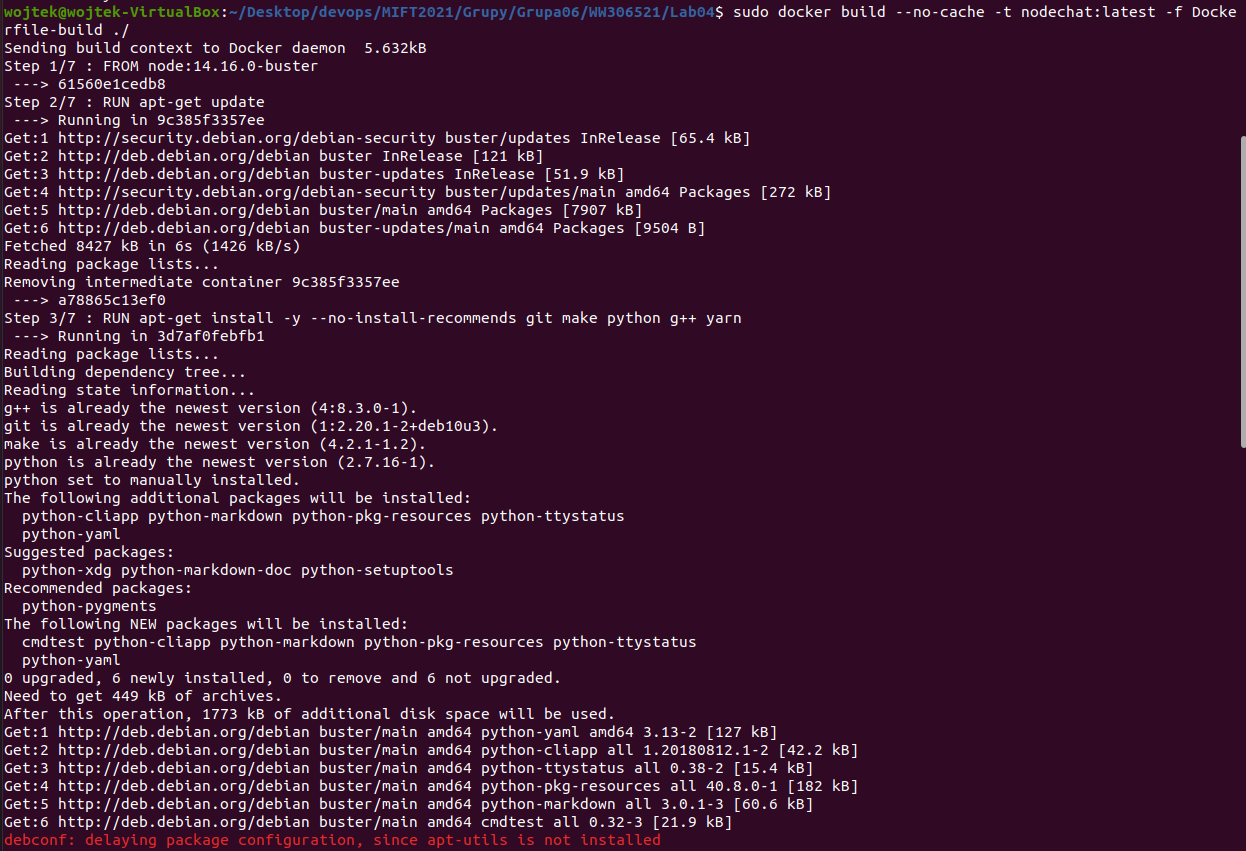 wojtek@wojtek-VirtualBox:~/Desktop/devops/MIFT2021/Grupy/Grupa06/WW306521/Lab04$ sudo docker build --no-cache -t nodechat:latest -f Docke
rfile-build ./
Sending build context to Docker daemon  5.632kB
Step 1/7 : FROM node:14.16.0-buster
 ---> 61560e1cedb8
Step 2/7 : RUN apt-get update
 ---> Running in 9c385f3357ee
Get:1 http://security.debian.org/debian-security buster/updates InRelease [65.4 kB]
Get:2 http://deb.debian.org/debian buster InRelease [121 kB]
Get:3 http://deb.debian.org/debian buster-updates InRelease [51.9 kB]
Get:4 http://security.debian.org/debian-security buster/updates/main amd64 Packages [272 kB]
Get:5 http://deb.debian.org/debian buster/main amd64 Packages [7907 kB]
Get:6 http://deb.debian.org/debian buster-updates/main amd64 Packages [9504 B]
Fetched 8427 kB in 6s (1426 kB/s)
Reading package lists...
Removing intermediate container 9c385f3357ee
 ---> a78865c13ef0
Step 3/7 : RUN apt-get install -y --no-install-recommends git make python g++ yarn
 ---> Running in 3d7af0febfb1
Reading package lists...
Building dependency tree...
Reading state information...
g++ is already the newest version (4:8.3.0-1).
git is already the newest version (1:2.20.1-2+deb10u3).
make is already the newest version (4.2.1-1.2).
python is already the newest version (2.7.16-1).
python set to manually installed.
The following additional packages will be installed:
  python-cliapp python-markdown python-pkg-resources python-ttystatus
  python-yaml
Suggested packages:
  python-xdg python-markdown-doc python-setuptools
Recommended packages:
  python-pygments
The following NEW packages will be installed:
  cmdtest python-cliapp python-markdown python-pkg-resources python-ttystatus
  python-yaml
0 upgraded, 6 newly installed, 0 to remove and 6 not upgraded.
Need to get 449 kB of archives.
After this operation, 1773 kB of additional disk space will be used.
Get:1 http://deb.debian.org/debian buster/main amd64 python-yaml amd64 3.13-2 [127 kB]
Get:2 http://deb.debian.org/debian buster/main amd64 python-cliapp all 1.20180812.1-2 [42.2 kB]
Get:3 http://deb.debian.org/debian buster/main amd64 python-ttystatus all 0.38-2 [15.4 kB]
Get:4 http://deb.debian.org/debian buster/main amd64 python-pkg-resources all 40.8.0-1 [182 kB]
Get:5 http://deb.debian.org/debian buster/main amd64 python-markdown all 3.0.1-3 [60.6 kB]
Get:6 http://deb.debian.org/debian buster/main amd64 cmdtest all 0.32-3 [21.9 kB]
debconf: delaying package configuration, since apt-utils is not installed